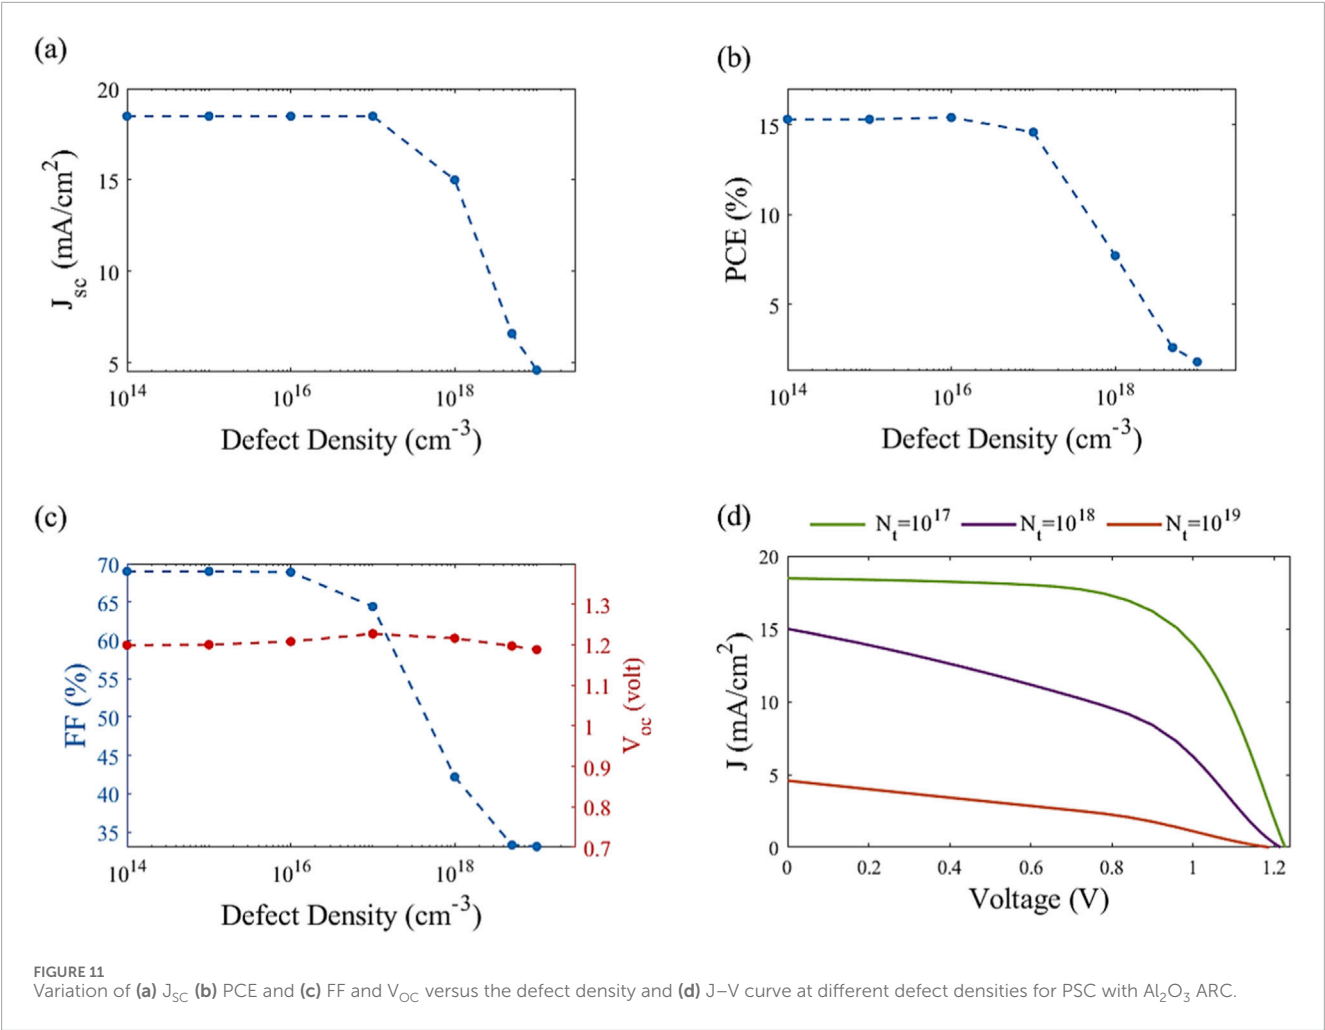 (a)
20
15
10
5
J_sc (mA/cm^2)
10^14 10^16 10^18
Defect Density (cm^-3)
(b)
15
10
5
PCE (%)
10^14 10^16 10^18
Defect Density (cm^-3)
(c)
70
65
60
55
50
45
40
35
FF (%)
1.3
1.2
1.1
1
0.9
0.8
0.7
V_oc (volt)
10^14 10^16 10^18
Defect Density (cm^-3)
(d)
N_t=10^17 N_t=10^18 N_t=10^19
20
15
10
5
0
J (mA/cm^2)
0 0.2 0.4 0.6 0.8 1 1.2
Voltage (V)
FIGURE 11
Variation of (a) J_SC (b) PCE and (c) FF and V_OC versus the defect density and (d) J–V curve at different defect densities for PSC with Al_2O_3 ARC.